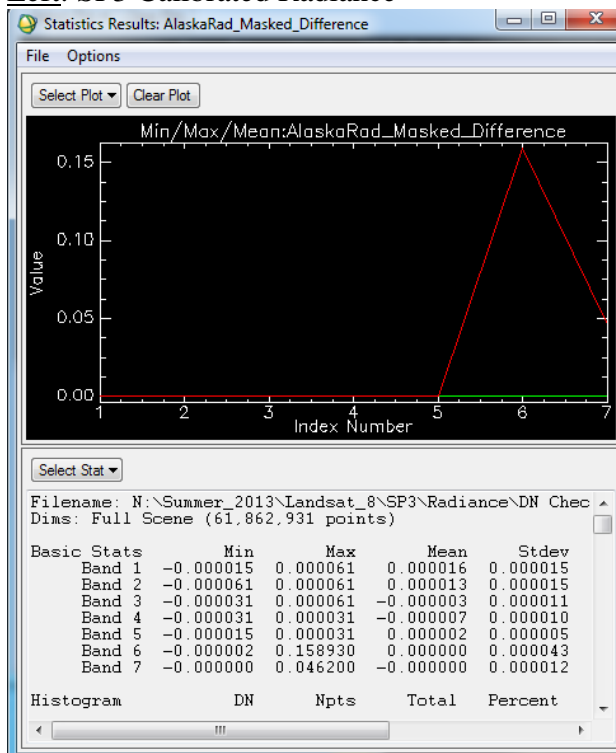 Left: SP3 Calibrated Radiance
Statistics Results: AlaskaRad_Masked_Difference
File Options
Select Plot Clear Plot
Min/Max/Mean:AlaskaRad_Masked_Difference
0.15
0.10
0.05
0.00
Value
1 2 3 4 5 6 7
Index Number
Select Stat
Filename: N:\Summer_2013\Landsat_8\SP3\Radiance\DN Chec
Dims: Full Scene (61,862,931 points)
Basic Stats Min Max Mean Stdev
Band 1 -0.000015 0.000061 0.000016 0.000015
Band 2 -0.000061 0.000061 0.000013 0.000015
Band 3 -0.000031 0.000061 -0.000003 0.000011
Band 4 -0.000031 0.000031 -0.000007 0.000010
Band 5 -0.000015 0.000031 0.000002 0.000005
Band 6 -0.000002 0.158930 0.000000 0.000043
Band 7 -0.000000 0.046200 -0.000000 0.000012
Histogram DN Npts Total Percent